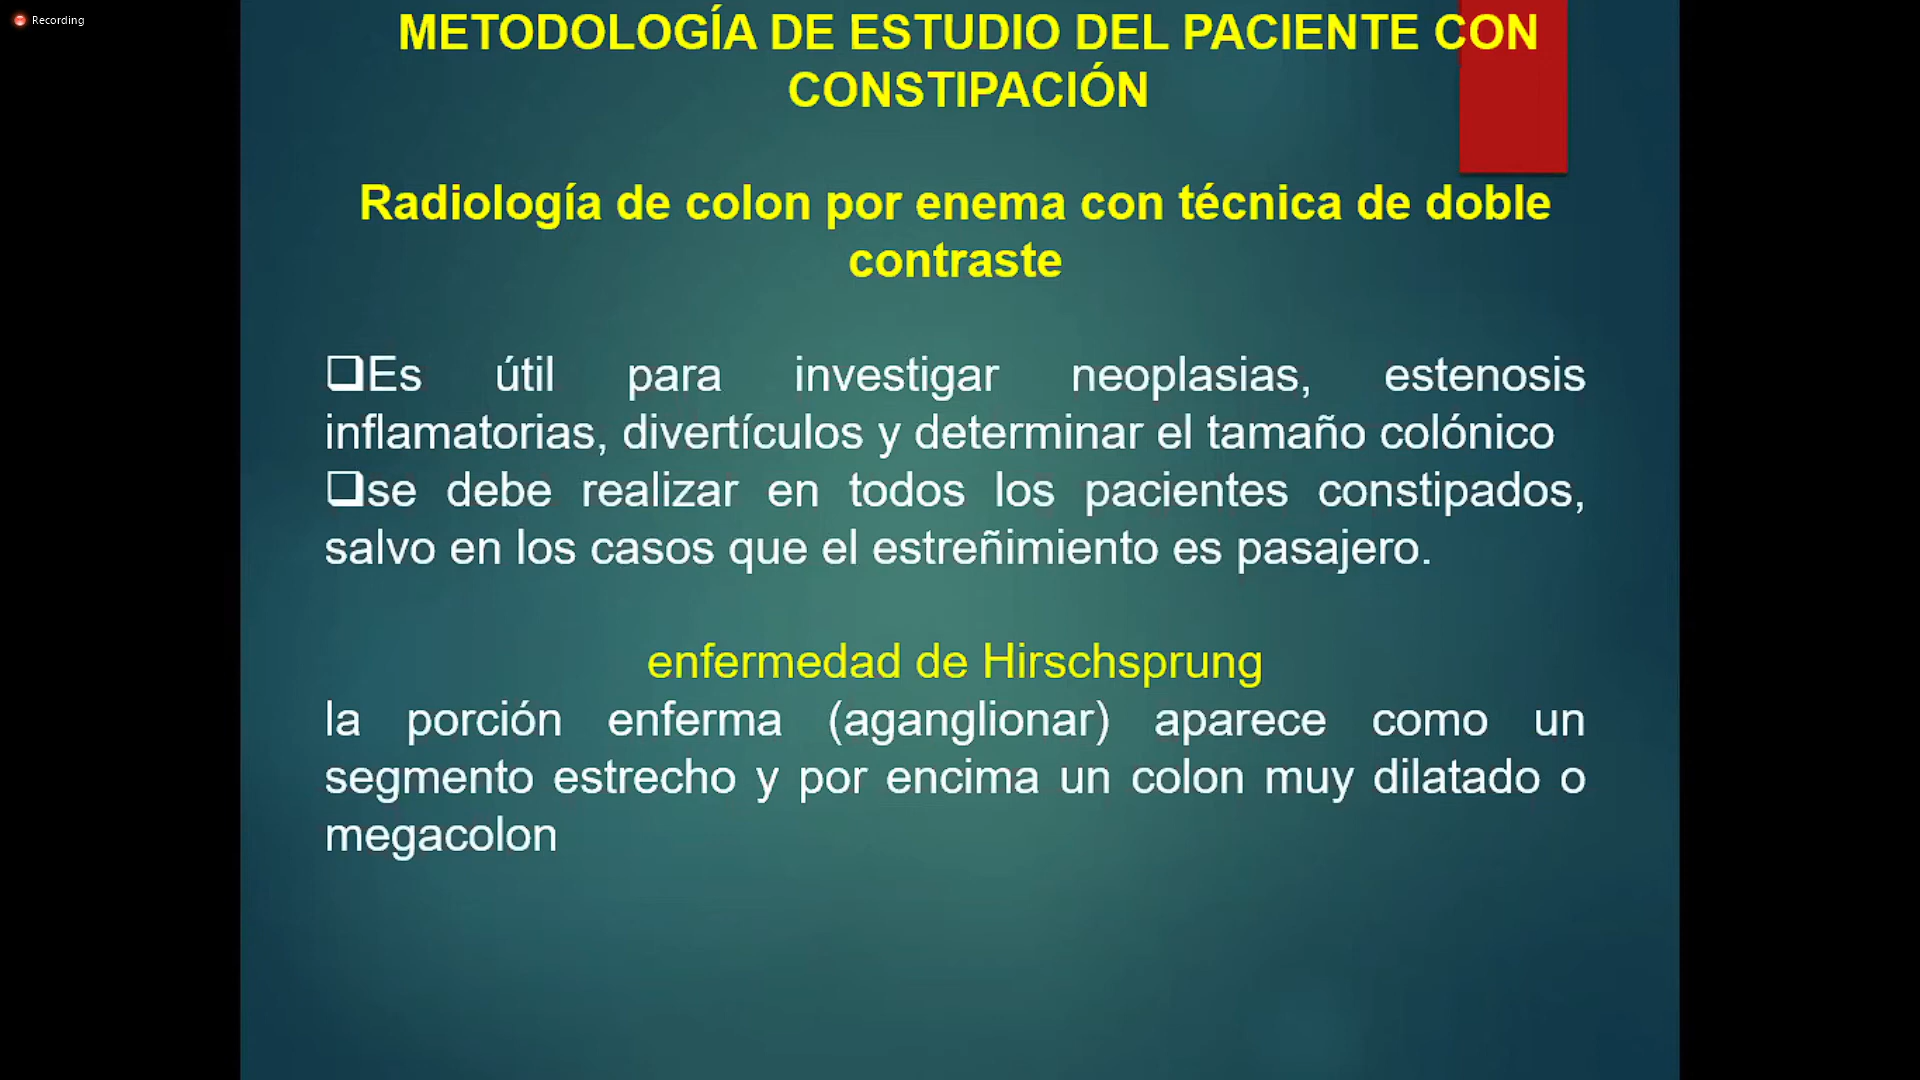 Recording
METODOLOGÍA DE ESTUDIO DEL PACIENTE CON
CONSTIPACIÓN
Radiología de colon por enema con técnica de doble
contraste
❑Es útil para investigar neoplasias, estenosis
inflamatorias, divertículos y determinar el tamaño colónico
❑se debe realizar en todos los pacientes constipados,
salvo en los casos que el estreñimiento es pasajero.
enfermedad de Hirschsprung
la porción enferma (aganglionar) aparece como un
segmento estrecho y por encima un colon muy dilatado o
megacolon